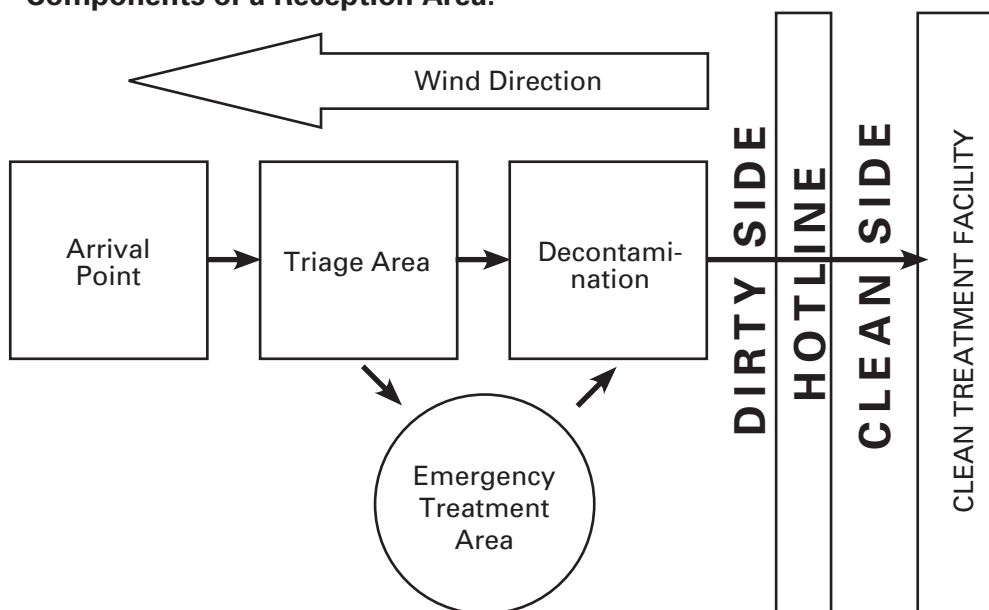 Components of a Reception Area.
Wind Direction
Arrival
Point
Triage Area
Decontami-
nation
Emergency
Treatment
Area
DIRTY SIDE
HOTLINE
CLEAN SIDE
CLEAN TREATMENT FACILITY